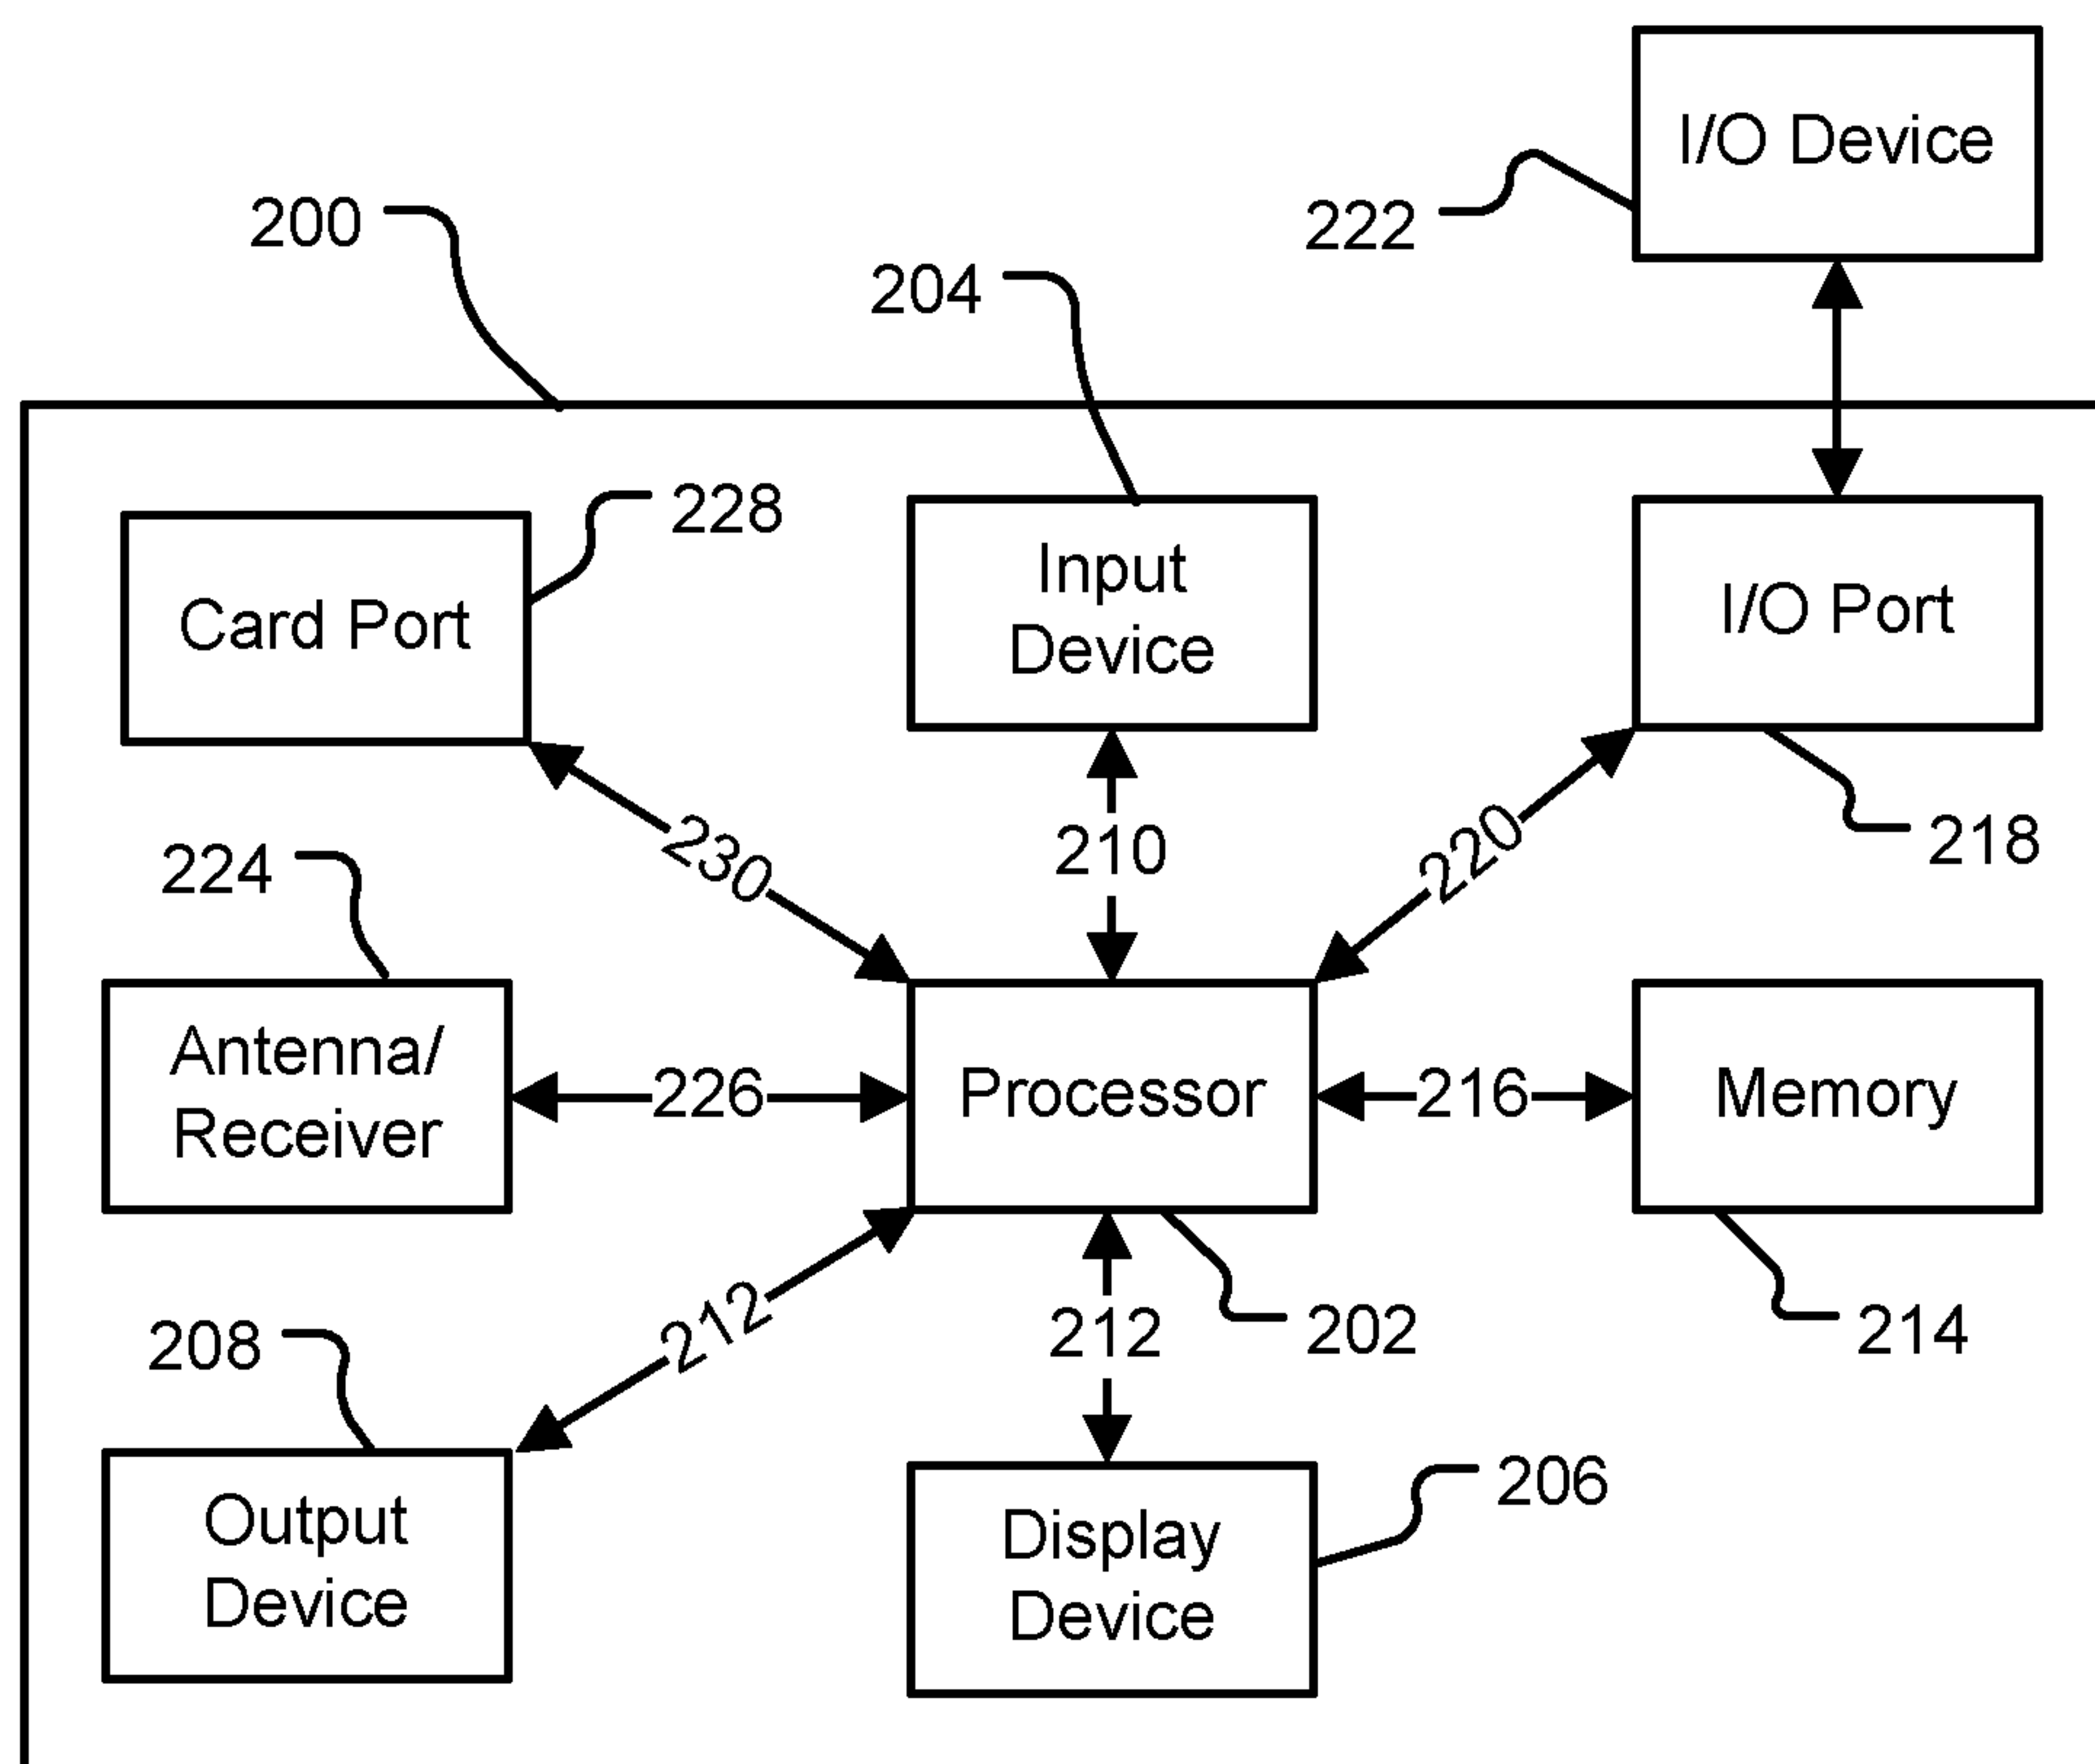 I/O Device
222
200
204
228
Card Port
Input
Device
I/O Port
218
230
210
220
224
Antenna/
Receiver
226
Processor
216
Memory
212
212
202
214
208
Output
Device
206
Display
Device